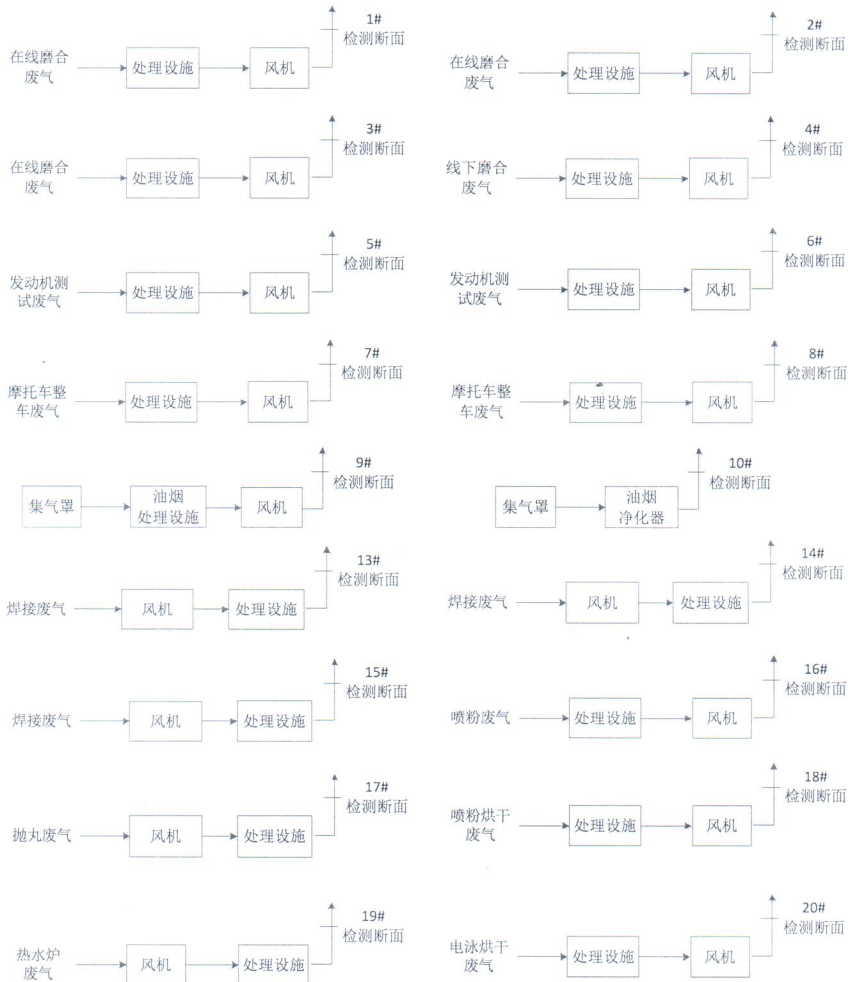 1#
检测断面
在线磨合
废气
处理设施
风机
2#
检测断面
在线磨合
废气
处理设施
风机
3#
检测断面
在线磨合
废气
处理设施
风机
4#
检测断面
线下磨合
废气
处理设施
风机
5#
检测断面
发动机测
试废气
处理设施
风机
6#
检测断面
发动机测
试废气
处理设施
风机
7#
检测断面
摩托车整
车废气
处理设施
风机
8#
检测断面
摩托车整
车废气
处理设施
风机
9#
检测断面
集气罩
油烟
处理设施
风机
10#
检测断面
集气罩
油烟
净化器
13#
检测断面
焊接废气
风机
处理设施
14#
检测断面
焊接废气
风机
处理设施
15#
检测断面
焊接废气
风机
处理设施
16#
检测断面
喷粉废气
处理设施
风机
17#
检测断面
抛丸废气
风机
处理设施
18#
检测断面
喷粉烘干
废气
处理设施
风机
19#
检测断面
热水炉
废气
风机
处理设施
20#
检测断面
电泳烘干
废气
处理设施
风机